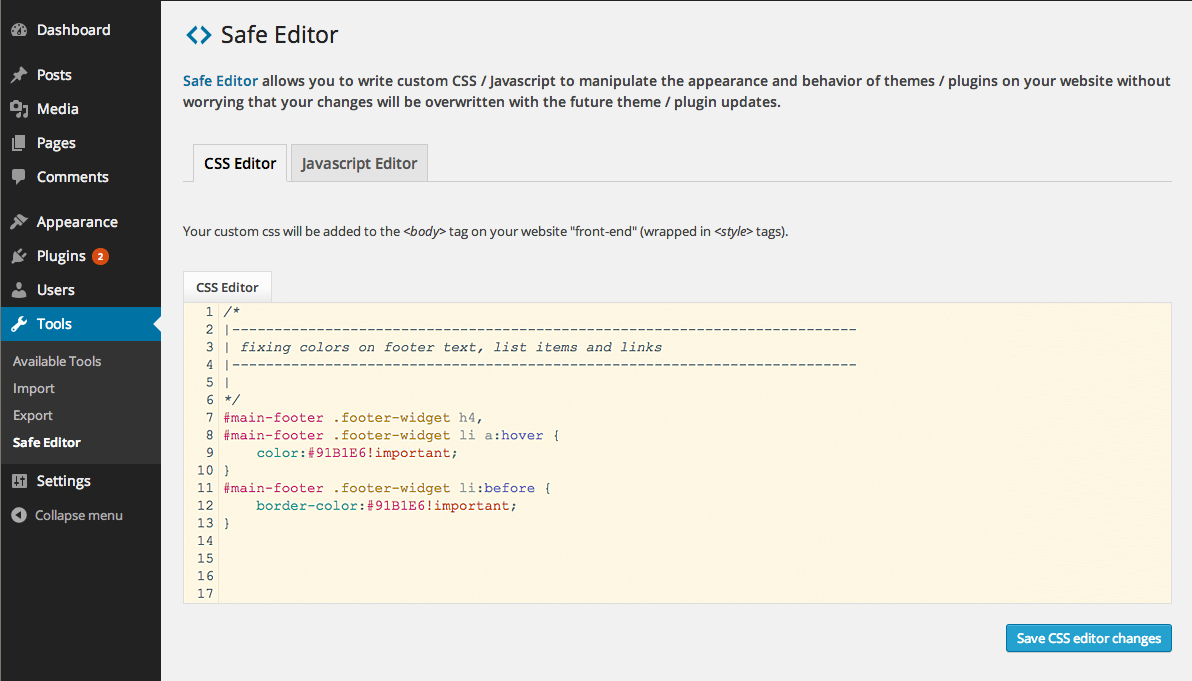 Dashboard
Posts
Media
Pages
Comments
Appearance
Plugins 2
Users
Tools
Available Tools
Import
Export
Safe Editor
Settings
Collapse menu
<> Safe Editor
Safe Editor allows you to write custom CSS / Javascript to manipulate the appearance and behavior of themes / plugins on your website without
worrying that your changes will be overwritten with the future theme / plugin updates.
CSS Editor
Javascript Editor
Your custom css will be added to the <body> tag on your website "front-end" (wrapped in <style> tags).
CSS Editor
1 /*
2 |--------------------------------------------------------------------------
3 | fixing colors on footer text, list items and links
4 |--------------------------------------------------------------------------
5 |
6 */
7 #main-footer .footer-widget h4,
8 #main-footer .footer-widget li a:hover {
9     color:#91B1E6!important;
10 }
11 #main-footer .footer-widget li:before {
12     border-color:#91B1E6!important;
13 }
14
15
16
17
Save CSS editor changes